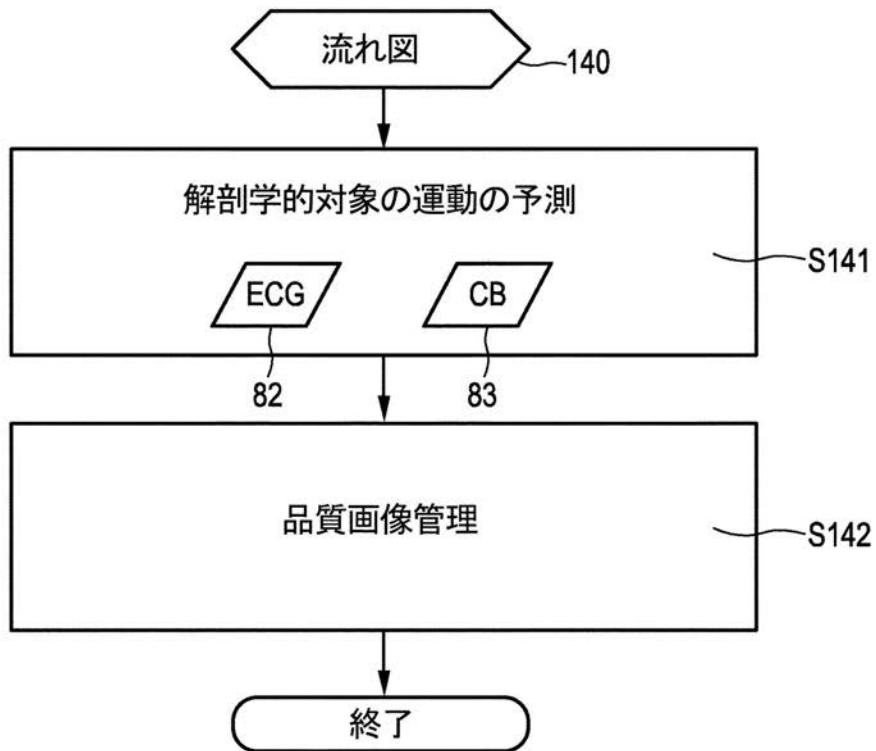 流れ図
140
解剖学的対象の運動の予測
S141
ECG
CB
82
83
品質画像管理
S142
終了